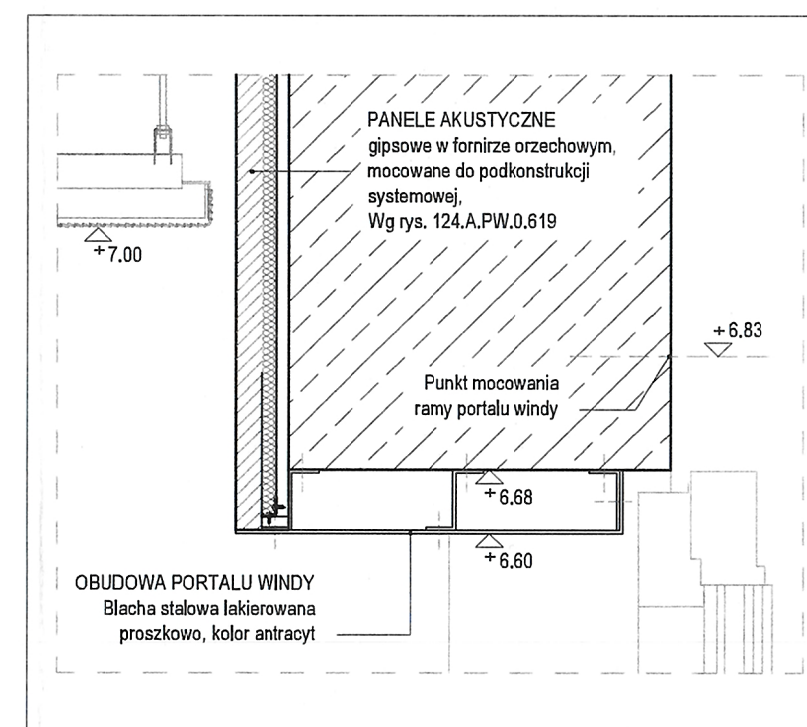 PANELE AKUSTYCZNE
gipsowe w fornirze orzechowym,
mocowane do podkonstrukcji
systemowej,
Wg rys. 124.A.PW.0.619
+7.00
+6.83
Punkt mocowania
ramy portalu windy
+6.68
+6.60
OBUDOWA PORTALU WINDY
Blacha stalowa lakierowana
proszkowo, kolor antracyt